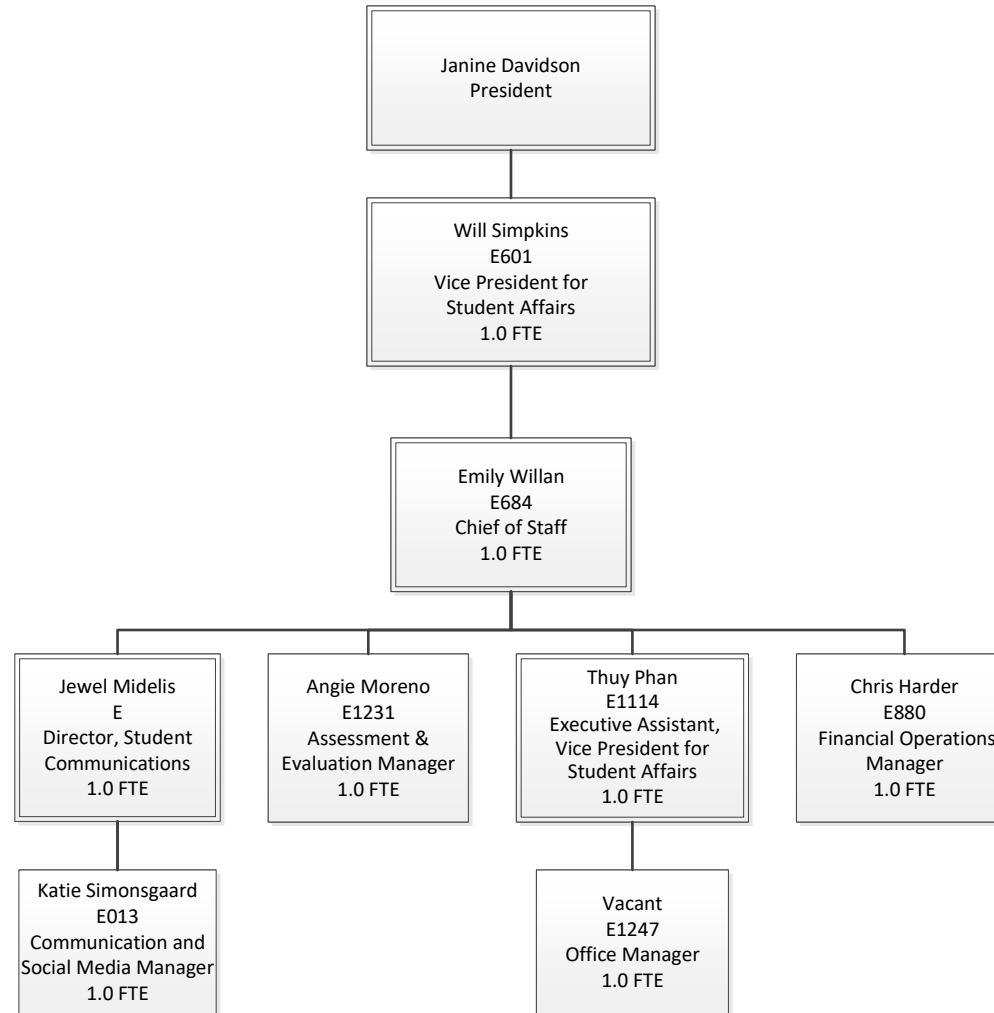 Janine Davidson
President
Will Simpkins
E601
Vice President for
Student Affairs
1.0 FTE
Emily Willan
E684
Chief of Staff
1.0 FTE
Jewel Midelis
E
Director, Student
Communications
1.0 FTE
Angie Moreno
E1231
Assessment &
Evaluation Manager
1.0 FTE
Thuy Phan
E1114
Executive Assistant,
Vice President for
Student Affairs
1.0 FTE
Chris Harder
E880
Financial Operations
Manager
1.0 FTE
Katie Simonsgaard
E013
Communication and
Social Media Manager
1.0 FTE
Vacant
E1247
Office Manager
1.0 FTE